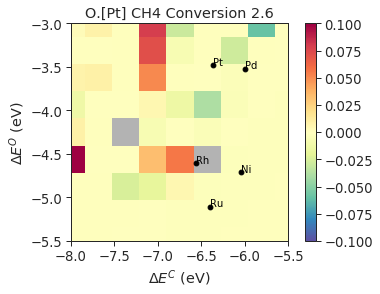 O.[Pt] CH4 Conversion 2.6
ΔE^O (eV)
−3.0
−3.5
−4.0
−4.5
−5.0
−5.5
Pt
Pd
Rh
Ni
Ru
−8.0 −7.5 −7.0 −6.5 −6.0 −5.5
ΔE^C (eV)
0.100
0.075
0.050
0.025
0.000
−0.025
−0.050
−0.075
−0.100